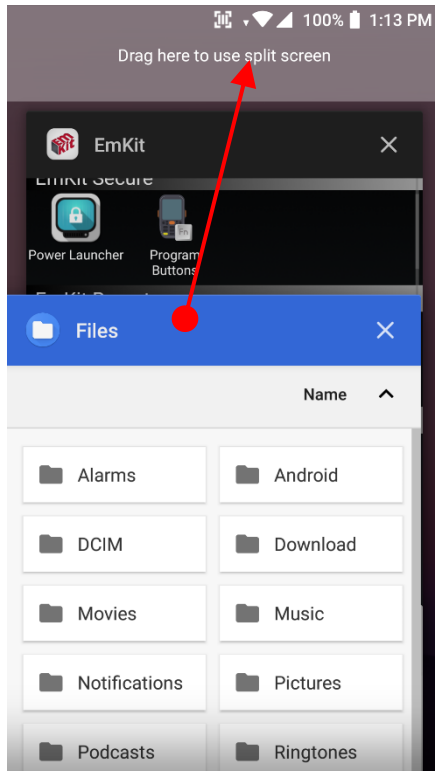 100% 1:13 PM
Drag here to use split screen
EmKit
EmKit Secure
Power Launcher
Program
Buttons
Files
Name
Alarms
Android
DCIM
Download
Movies
Music
Notifications
Pictures
Podcasts
Ringtones